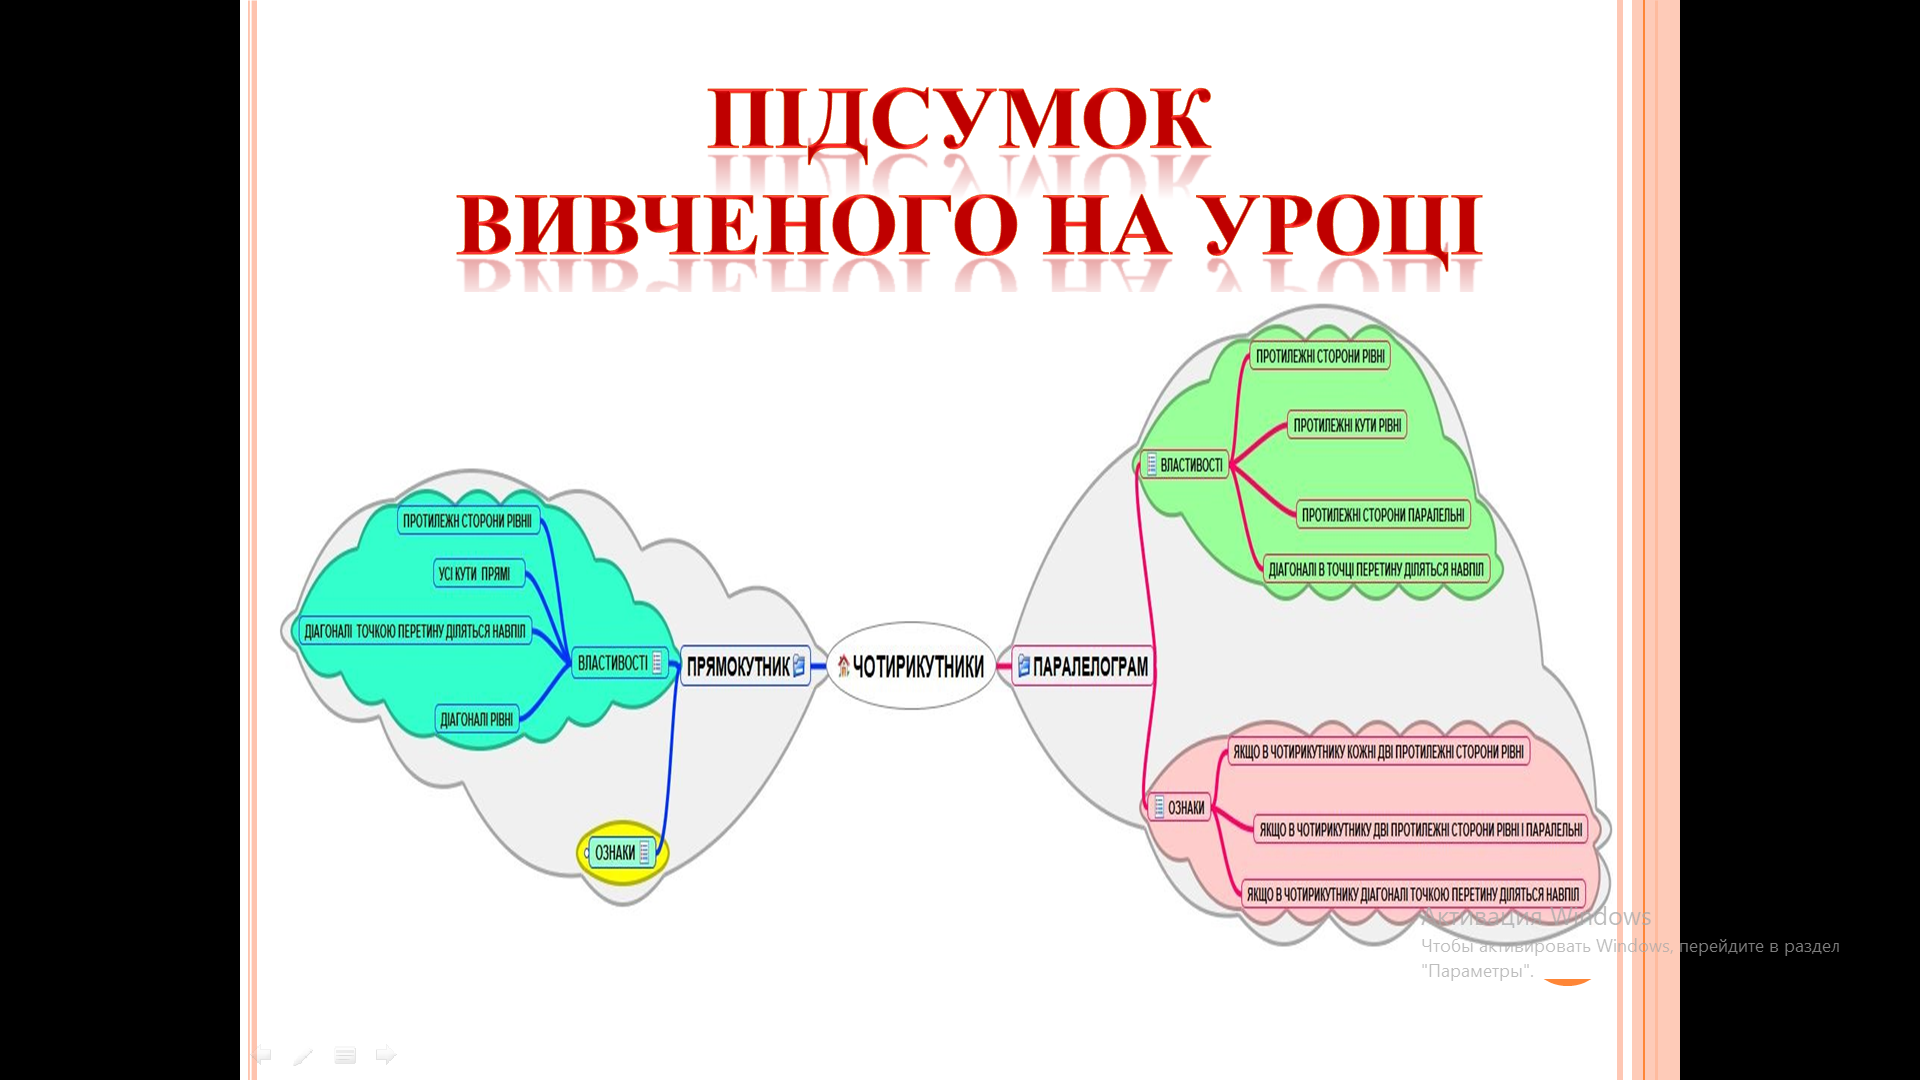 ПІДСУМОК
ВИВЧЕНОГО НА УРОЦІ
ПРОТИЛЕЖН СТОРОНИ РІВНІІ
УСІ КУТИ ПРЯМІ
ДІАГОНАЛІ ТОЧКОЮ ПЕРЕТИНУ ДІЛЯТЬСЯ НАВПІЛ
ДІАГОНАЛІ РІВНІ
ВЛАСТИВОСТІ
ПРЯМОКУТНИК
ОЗНАКИ
ЧОТИРИКУТНИКИ
ПАРАЛЕЛОГРАМ
ВЛАСТИВОСТІ
ПРОТИЛЕЖНІ СТОРОНИ РІВНІ
ПРОТИЛЕЖНІ КУТИ РІВНІ
ПРОТИЛЕЖНІ СТОРОНИ ПАРАЛЕЛЬНІ
ДІАГОНАЛІ В ТОЧЦІ ПЕРЕТИНУ ДІЛЯТЬСЯ НАВПІЛ
ОЗНАКИ
ЯКЩО В ЧОТИРИКУТНИКУ КОЖНІ ДВІ ПРОТИЛЕЖНІ СТОРОНИ РІВНІ
ЯКЩО В ЧОТИРИКУТНИКУ ДВІ ПРОТИЛЕЖНІ СТОРОНИ РІВНІ І ПАРАЛЕЛЬНІ
ЯКЩО В ЧОТИРИКУТНИКУ ДІАГОНАЛІ ТОЧКОЮ ПЕРЕТИНУ ДІЛЯТЬСЯ НАВПІЛ
Активация Windows
Чтобы активировать Windows, перейдите в раздел
"Параметры".